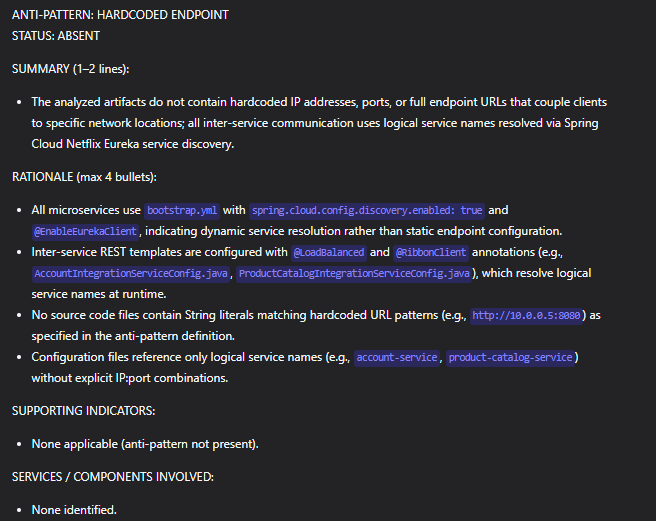 ANTI-PATTERN: HARDCODED ENDPOINT
STATUS: ABSENT
SUMMARY (1–2 lines):
• The analyzed artifacts do not contain hardcoded IP addresses, ports, or full endpoint URLs that couple clients
to specific network locations; all inter-service communication uses logical service names resolved via Spring
Cloud Netflix Eureka service discovery.
RATIONALE (max 4 bullets):
• All microservices use bootstrap.yml with spring.cloud.config.discovery.enabled: true and
@EnableEurekaClient, indicating dynamic service resolution rather than static endpoint configuration.
• Inter-service REST templates are configured with @LoadBalanced and @RibbonClient annotations (e.g.,
AccountIntegrationServiceConfig.java, ProductCatalogIntegrationServiceConfig.java), which resolve logical
service names at runtime.
• No source code files contain String literals matching hardcoded URL patterns (e.g., http://10.0.0.5:8080) as
specified in the anti-pattern definition.
• Configuration files reference only logical service names (e.g., account-service, product-catalog-service)
without explicit IP:port combinations.
SUPPORTING INDICATORS:
• None applicable (anti-pattern not present).
SERVICES / COMPONENTS INVOLVED:
• None identified.